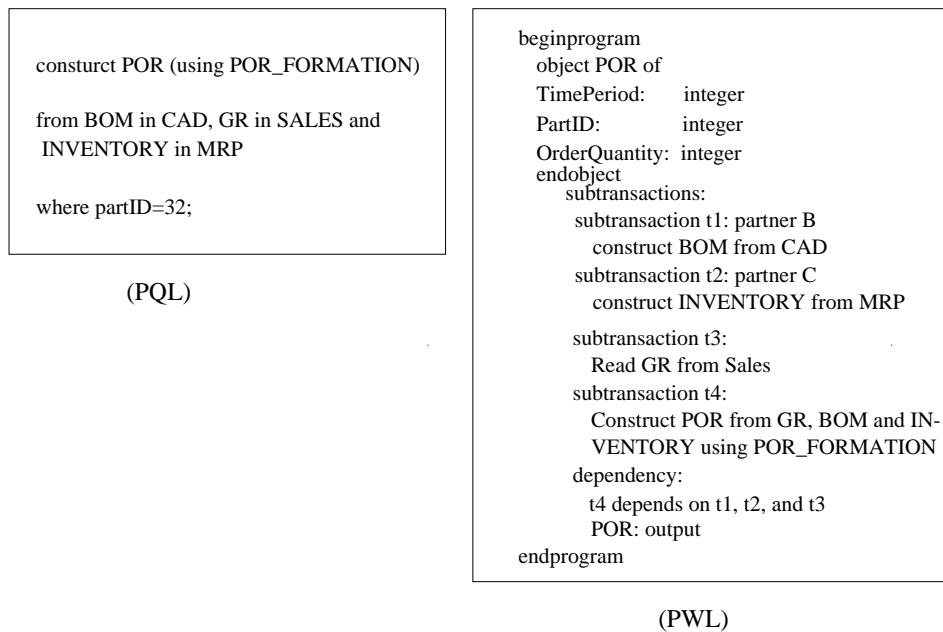 consturct POR (using POR_FORMATION)
from BOM in CAD, GR in SALES and
INVENTORY in MRP
where partID=32;
(PQL)
beginprogram
object POR of
TimePeriod: integer
PartID: integer
OrderQuantity: integer
endobject
subtransactions:
subtransaction t1: partner B
construct BOM from CAD
subtransaction t2: partner C
construct INVENTORY from MRP
subtransaction t3:
Read GR from Sales
subtransaction t4:
Construct POR from GR, BOM and IN-
VENTORY using POR_FORMATION
dependency:
t4 depends on t1, t2, and t3
POR: output
endprogram
(PWL)